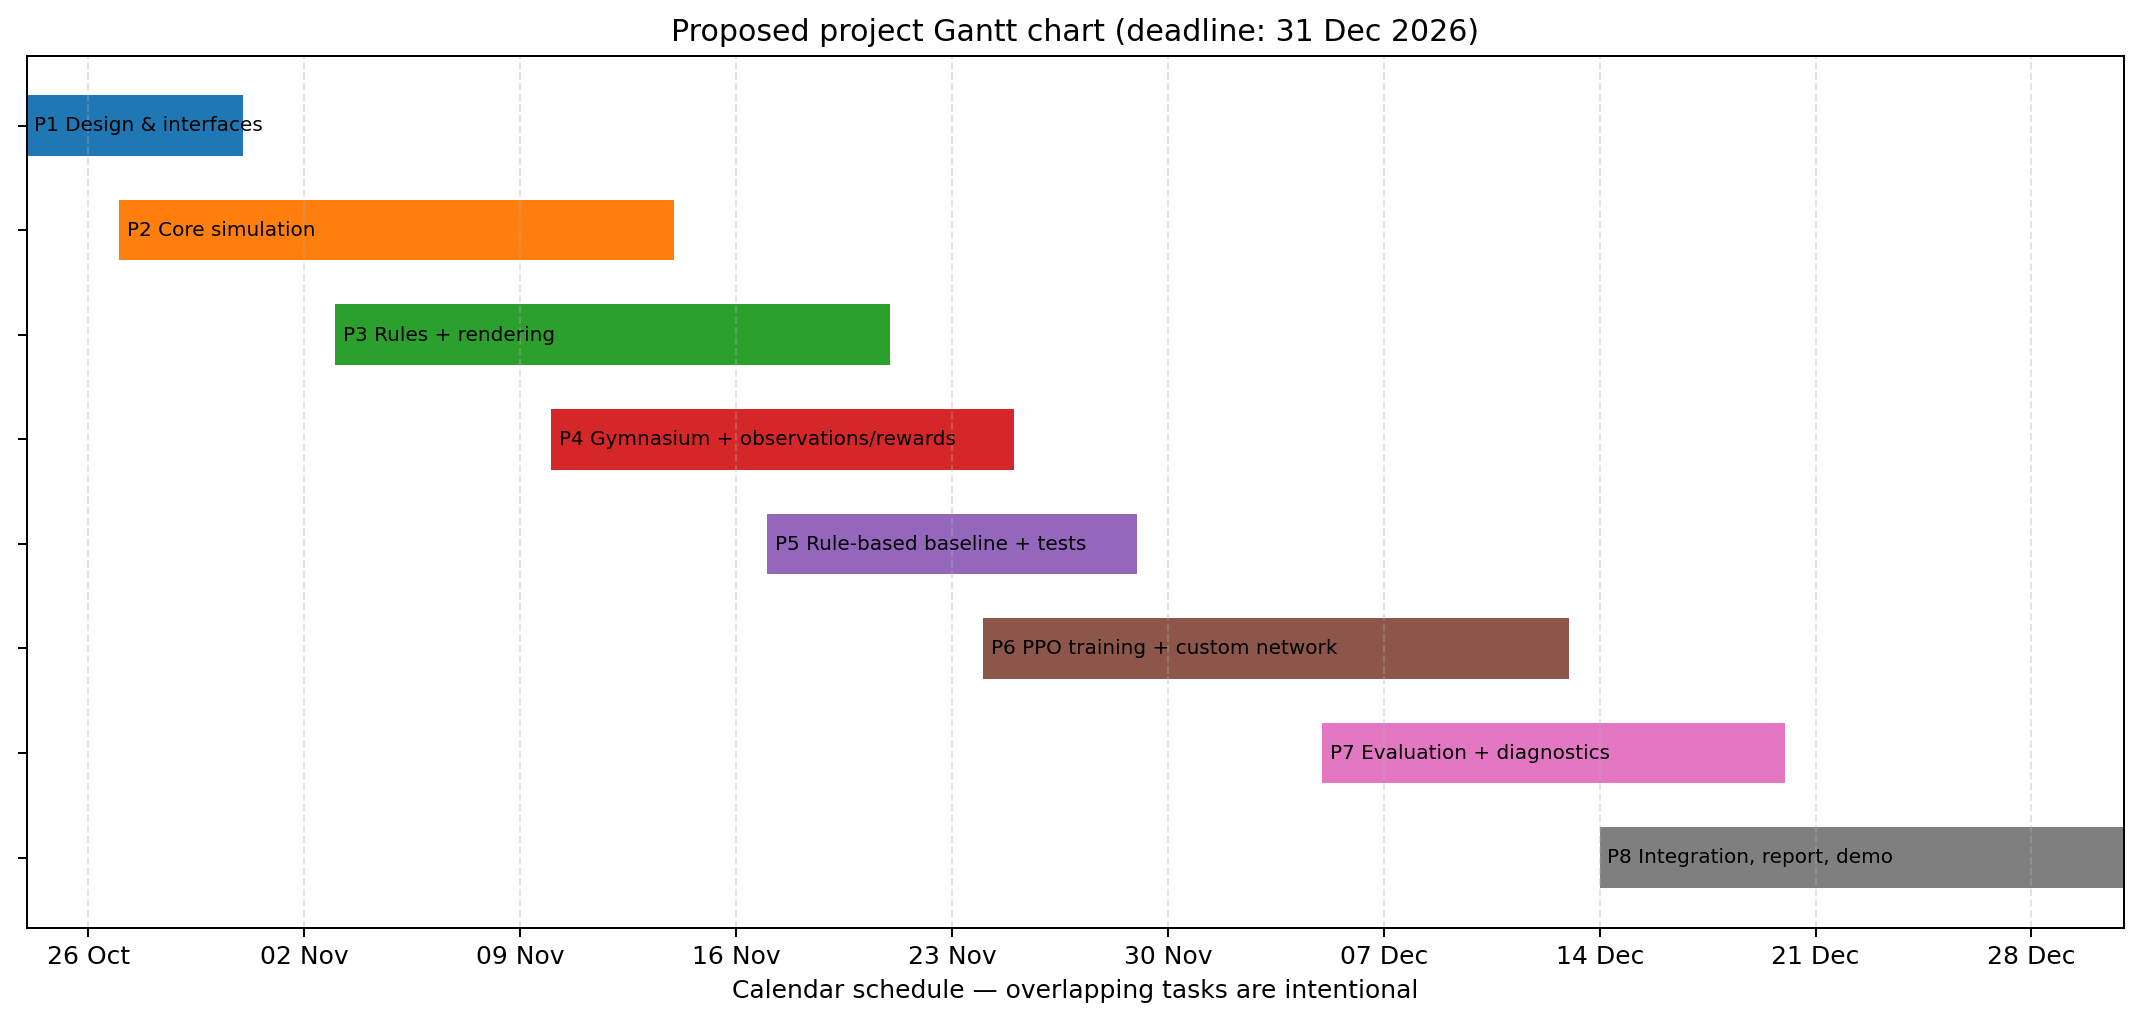 Proposed project Gantt chart (deadline: 31 Dec 2026)
P1 Design & interfaces
P2 Core simulation
P3 Rules + rendering
P4 Gymnasium + observations/rewards
P5 Rule-based baseline + tests
P6 PPO training + custom network
P7 Evaluation + diagnostics
P8 Integration, report, demo
26 Oct 02 Nov 09 Nov 16 Nov 23 Nov 30 Nov 07 Dec 14 Dec 21 Dec 28 Dec
Calendar schedule — overlapping tasks are intentional